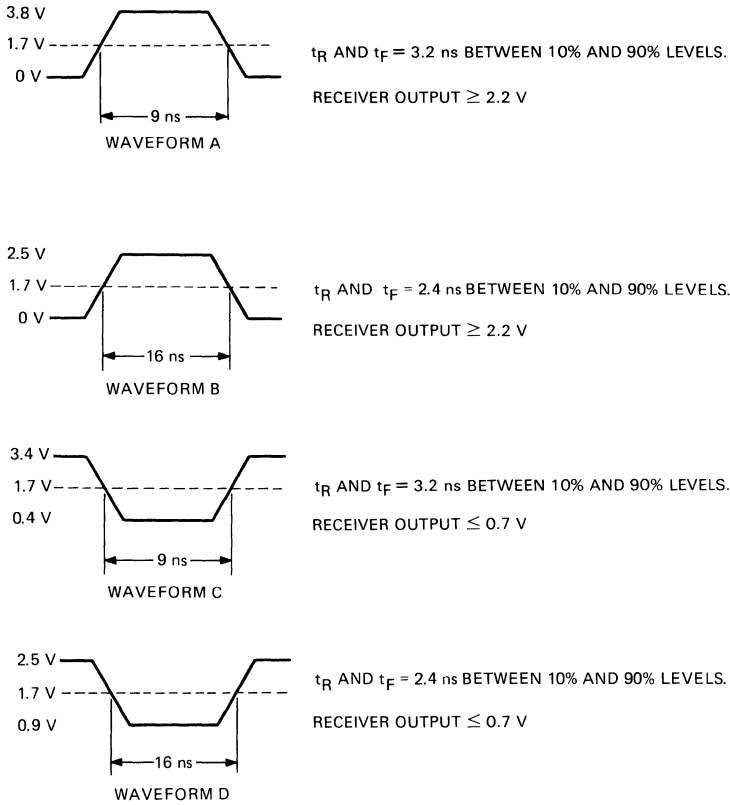 3.8 V
1.7 V
0 V
9 ns
WAVEFORM A
tR AND tF = 3.2 ns BETWEEN 10% AND 90% LEVELS.
RECEIVER OUTPUT ≥ 2.2 V
2.5 V
1.7 V
0 V
16 ns
WAVEFORM B
tR AND tF = 2.4 ns BETWEEN 10% AND 90% LEVELS.
RECEIVER OUTPUT ≥ 2.2 V
3.4 V
1.7 V
0.4 V
9 ns
WAVEFORM C
tR AND tF = 3.2 ns BETWEEN 10% AND 90% LEVELS.
RECEIVER OUTPUT ≤ 0.7 V
2.5 V
1.7 V
0.9 V
16 ns
WAVEFORM D
tR AND tF = 2.4 ns BETWEEN 10% AND 90% LEVELS.
RECEIVER OUTPUT ≤ 0.7 V